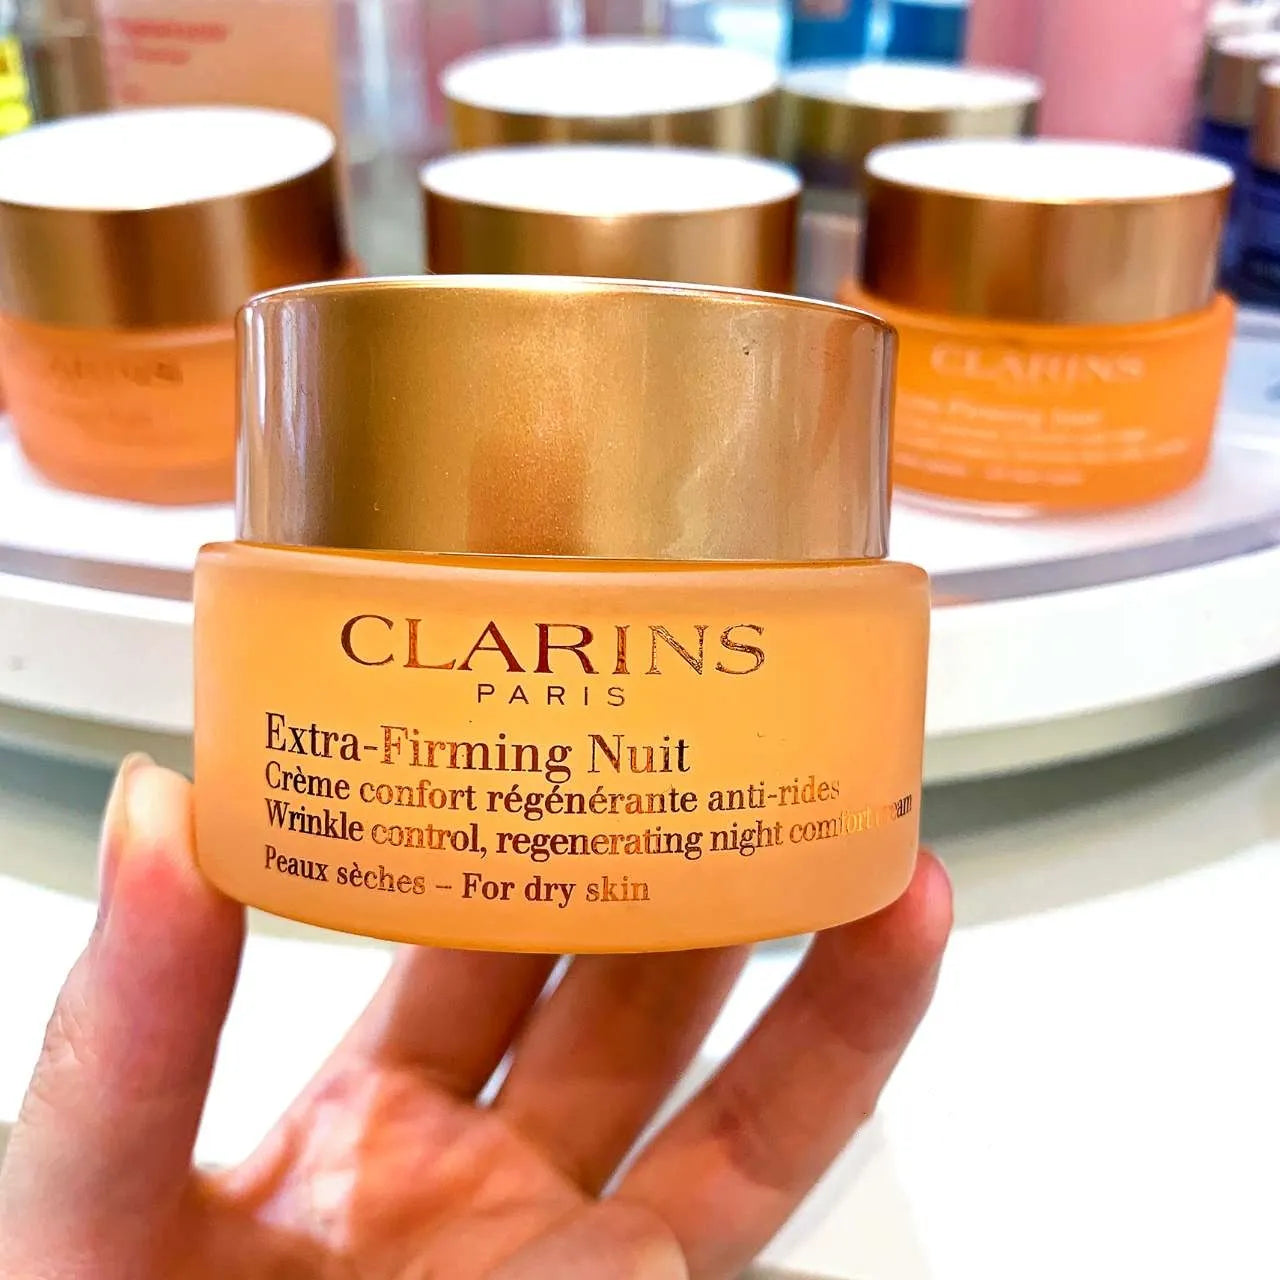 CLARINS
PARIS
Extra-Firming Nuit
Crème confort régénérante anti-rides
Wrinkle control, regenerating night comfort cream
Peaux sèches – For dry skin
CLARINS